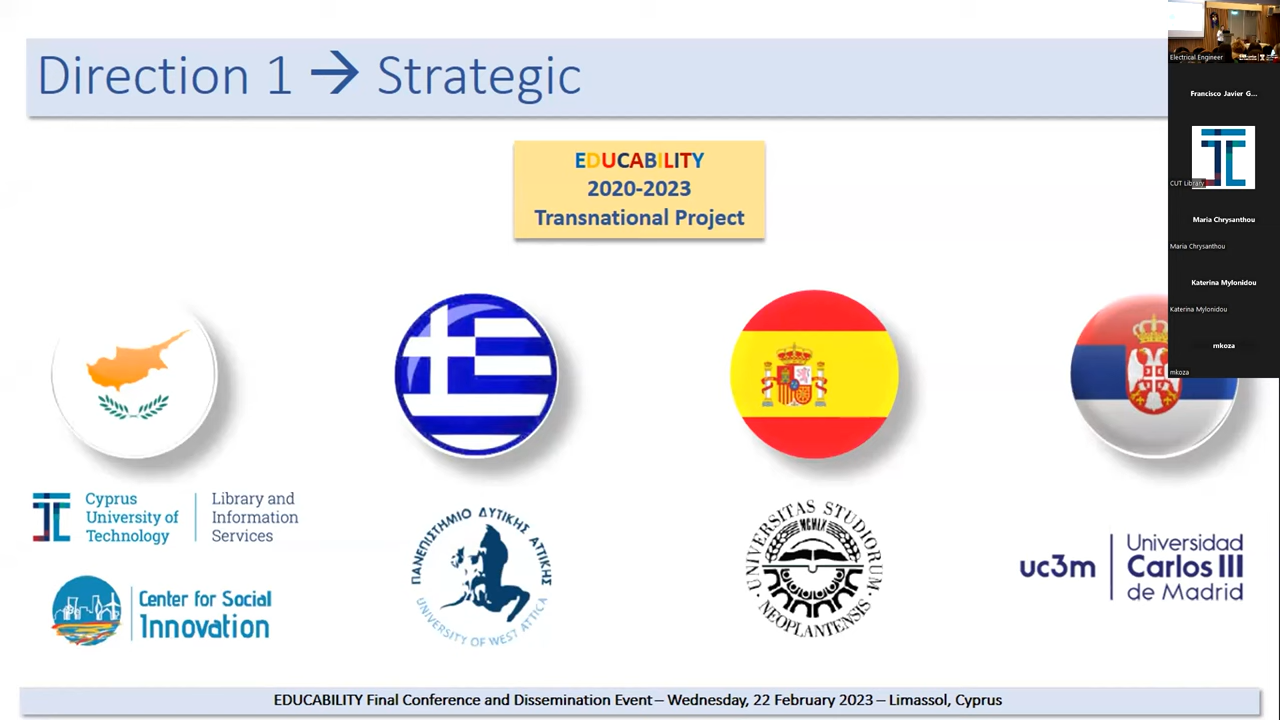 Direction 1 → Strategic
EDUCABILITY
2020-2023
Transnational Project
Electrical Engineer
Francisco Javier G...
CUT Library
Maria Chrysanthou
Maria Chrysanthou
Katerina Mylonidou
Katerina Mylonidou
mkoza
mkoza
Cyprus
University of
Technology
Library and
Information
Services
Center for Social
Innovation
ΠΑΝΕΠΙΣΤΗΜΙΟ ΔΥΤΙΚΗΣ ΑΤΤΙΚΗΣ
UNIVERSITY OF WEST ATTICA
UNIVERSITAS STUDIORUM
MCMLX
NEOPLANTENSIS
uc3m
Universidad
Carlos III
de Madrid
EDUCABILITY Final Conference and Dissemination Event – Wednesday, 22 February 2023 – Limassol, Cyprus